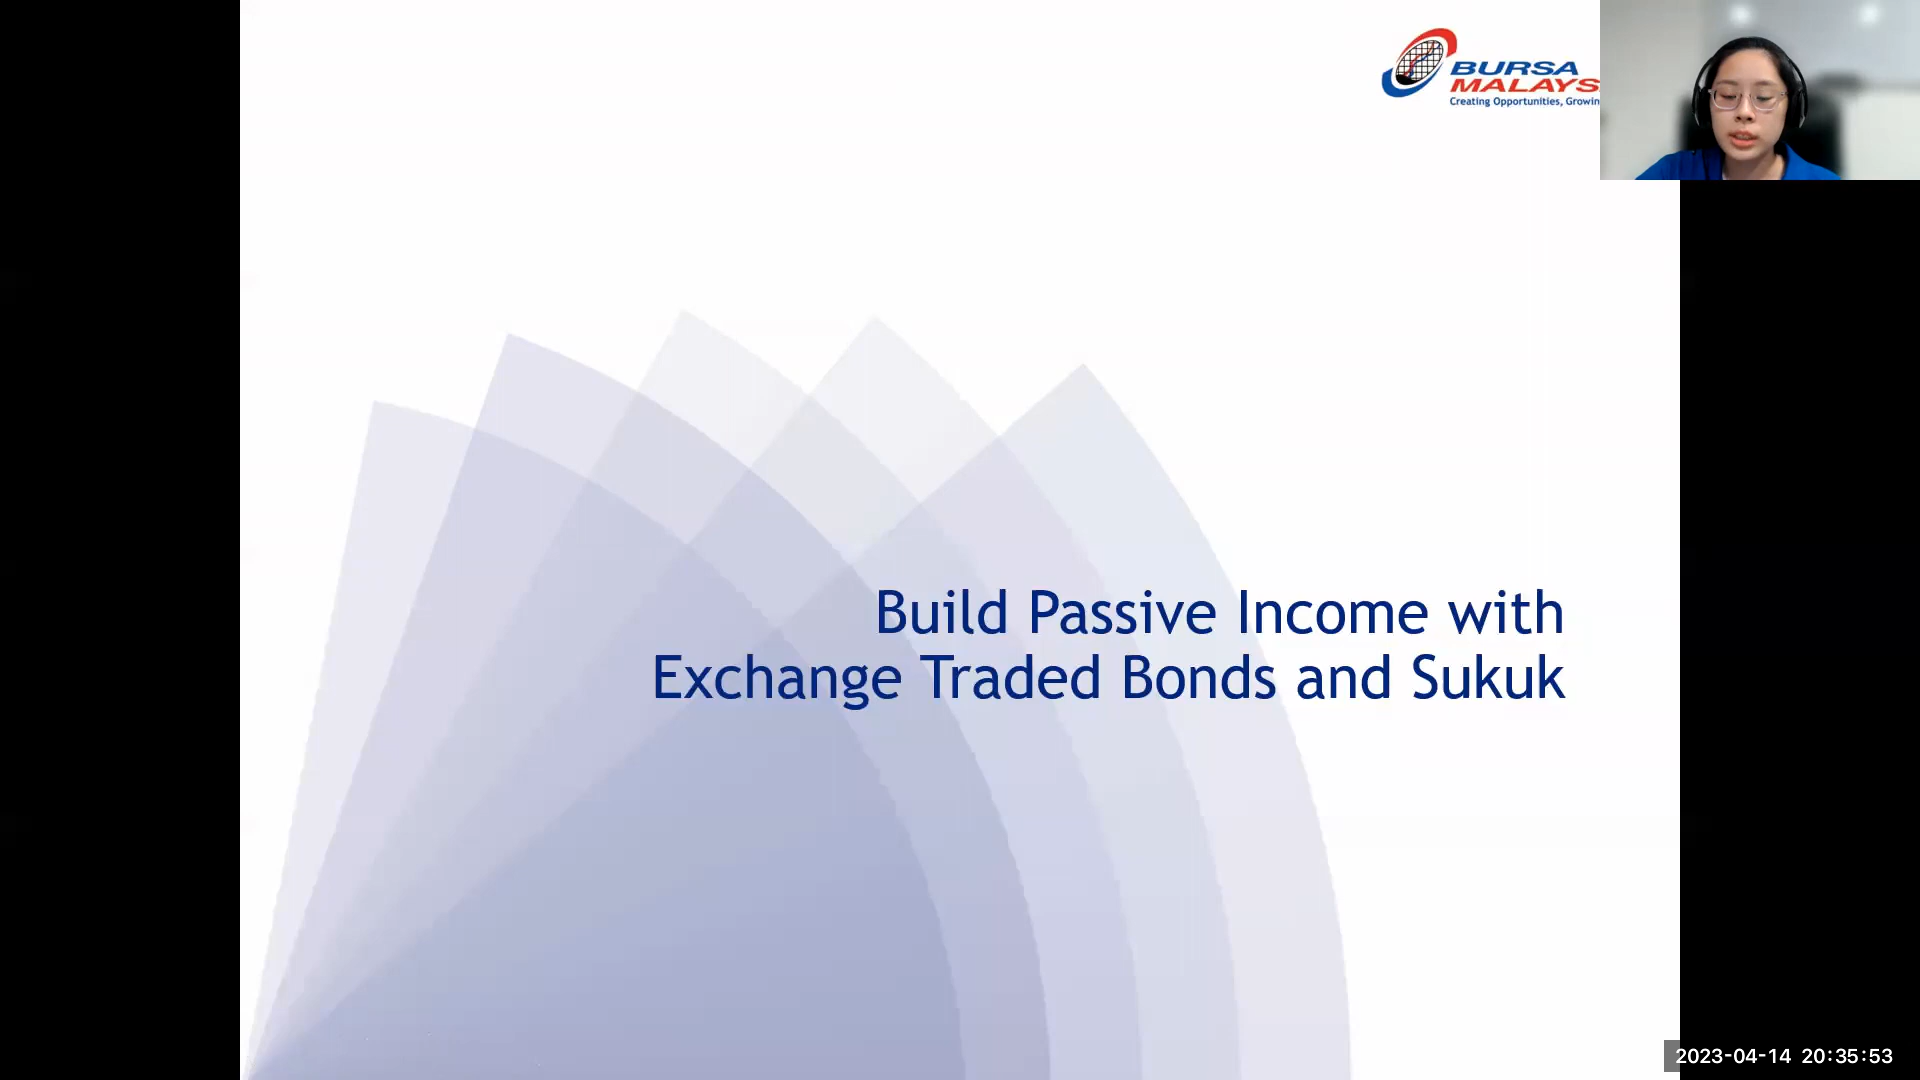 BURSA
MALAYS
Creating Opportunities, Growin
Build Passive Income with
Exchange Traded Bonds and Sukuk
2023-04-14 20:35:53